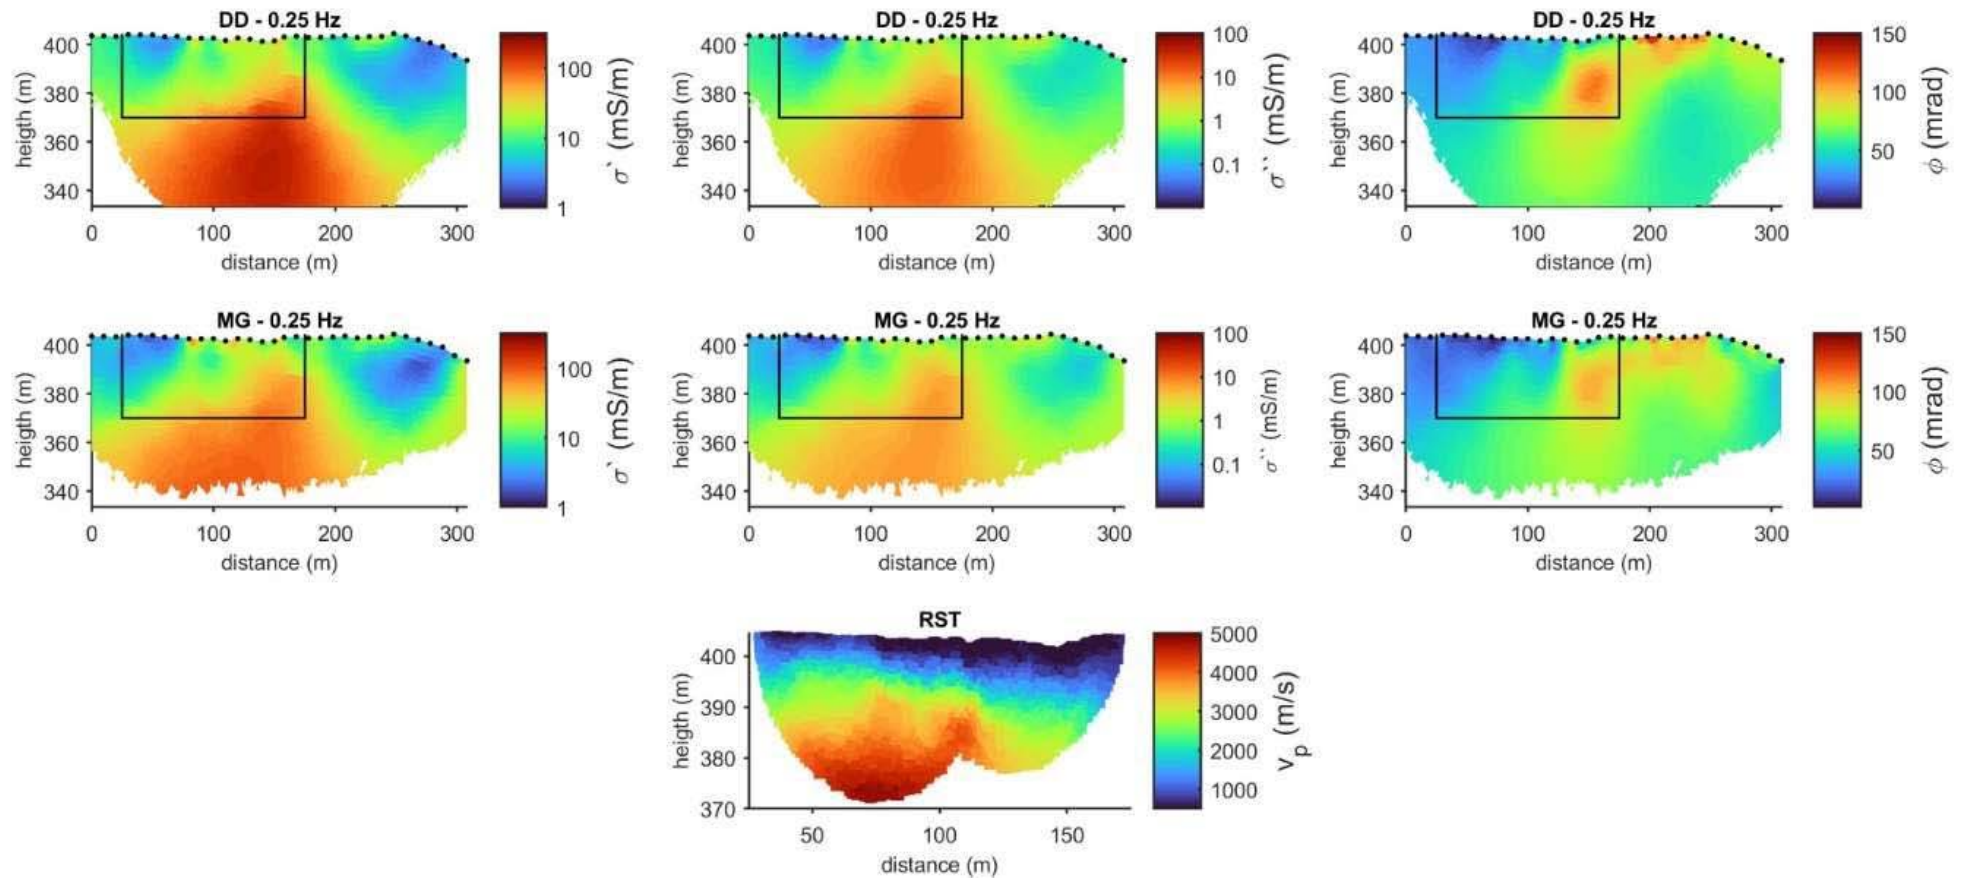 DD - 0.25 Hz
400
380
360
340
heigth (m)
0 100 200 300
distance (m)
100
10
1
σ` (mS/m)
DD - 0.25 Hz
400
380
360
340
heigth (m)
0 100 200 300
distance (m)
100
10
1
0.1
σ`` (mS/m)
DD - 0.25 Hz
400
380
360
340
heigth (m)
0 100 200 300
distance (m)
150
100
50
ϕ (mrad)
MG - 0.25 Hz
400
380
360
340
heigth (m)
0 100 200 300
distance (m)
100
10
1
σ` (mS/m)
MG - 0.25 Hz
400
380
360
340
heigth (m)
0 100 200 300
distance (m)
100
10
1
0.1
σ`` (mS/m)
MG - 0.25 Hz
400
380
360
340
heigth (m)
0 100 200 300
distance (m)
150
100
50
ϕ (mrad)
RST
400
390
380
370
heigth (m)
50 100 150
distance (m)
5000
4000
3000
2000
1000
vp (m/s)